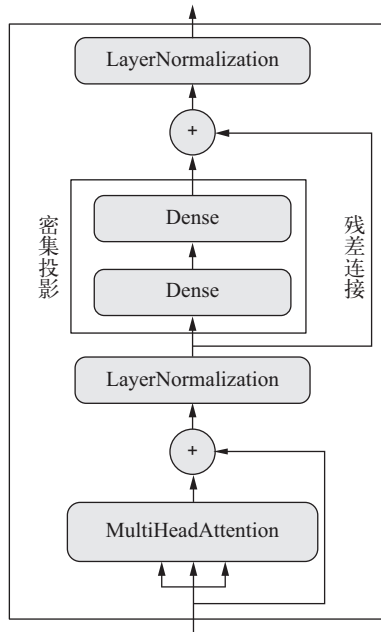 LayerNormalization
+
密集投影
Dense
残差连接
Dense
LayerNormalization
+
MultiHeadAttention